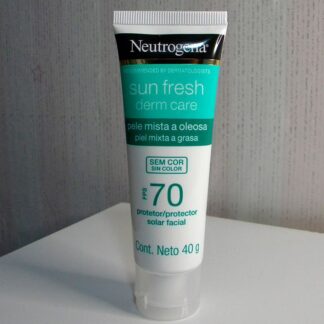 Neutrogena®
RECOMMENDED BY DERMATOLOGISTS
sun fresh
derm care
pele mista a oleosa
piel mixta a grasa
SEM COR
SIN COLOR
FPS 70
protetor/protector
solar facial
Cont. Neto 40 g